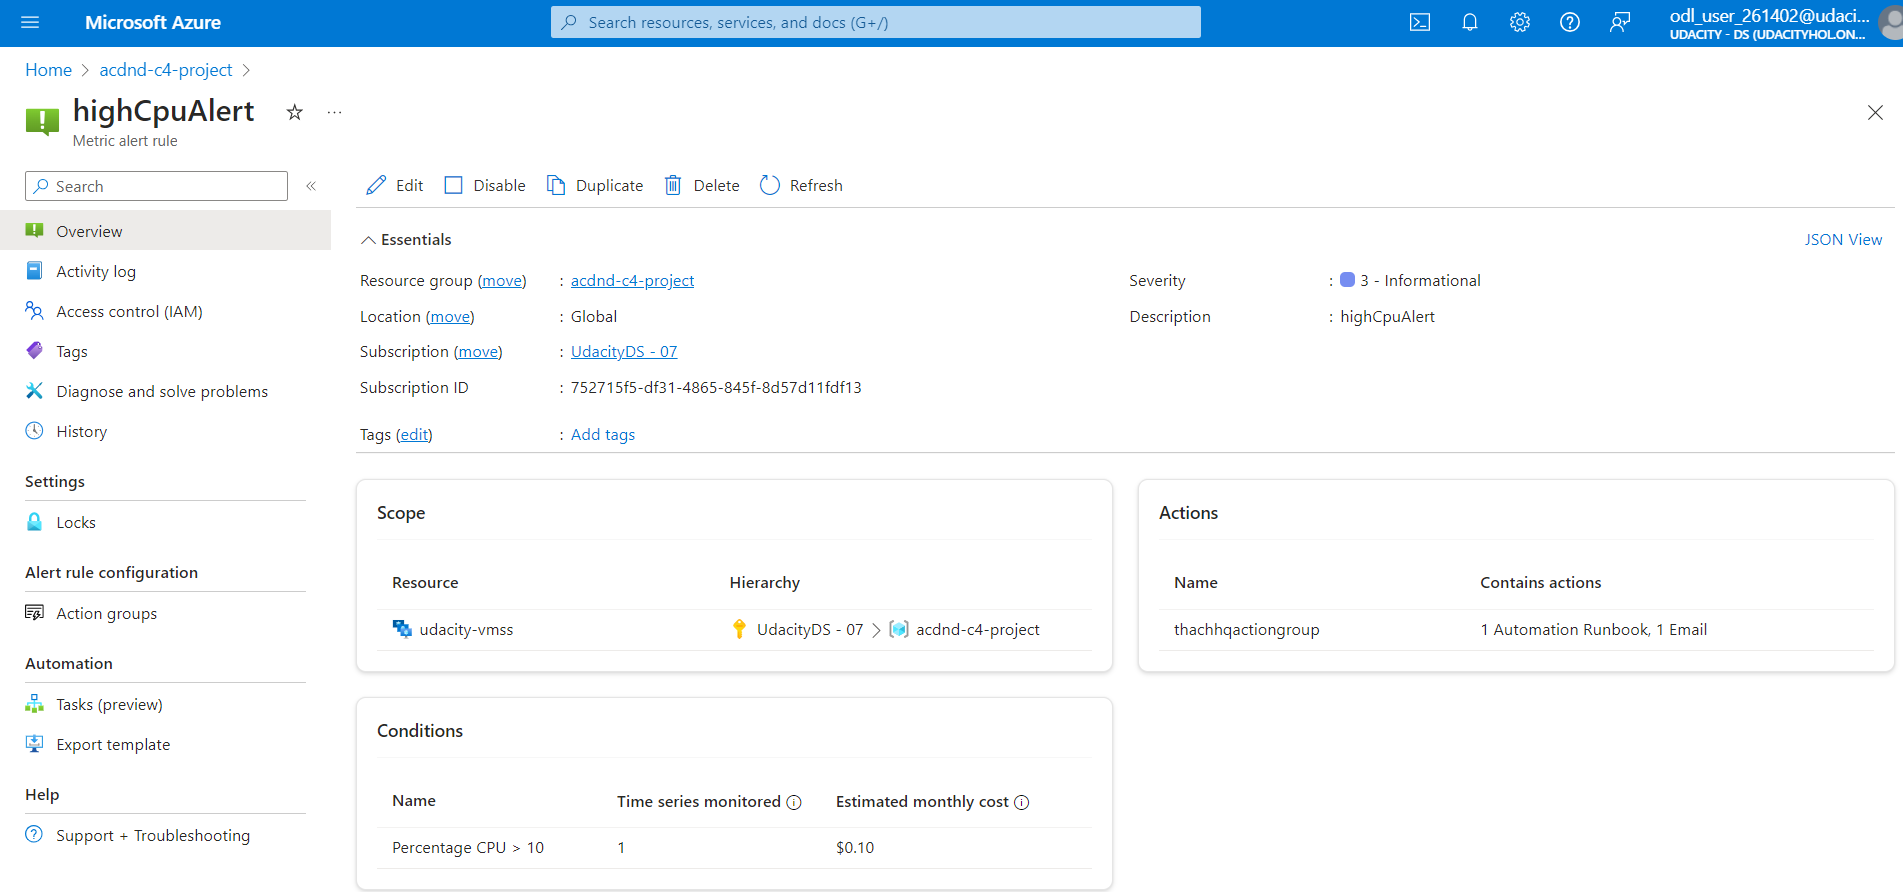 Microsoft Azure
Search resources, services, and docs (G+/)
odl_user_261402@udaci...
UDACITY - DS (UDACITYHOL.ON...
Home > acdnd-c4-project >
highCpuAlert
Metric alert rule
Search
Edit
Disable
Duplicate
Delete
Refresh
Overview
Activity log
Access control (IAM)
Tags
Diagnose and solve problems
History
Settings
Locks
Alert rule configuration
Action groups
Automation
Tasks (preview)
Export template
Help
Support + Troubleshooting
Essentials
JSON View
Resource group (move) : acdnd-c4-project
Location (move) : Global
Subscription (move) : UdacityDS - 07
Subscription ID : 752715f5-df31-4865-845f-8d57d11fdf13
Tags (edit) : Add tags
Severity : 3 - Informational
Description : highCpuAlert
Scope
Resource Hierarchy
udacity-vmss UdacityDS - 07 > acdnd-c4-project
Actions
Name Contains actions
thachhqactiongroup 1 Automation Runbook, 1 Email
Conditions
Name Time series monitored Estimated monthly cost
Percentage CPU > 10 1 $0.10